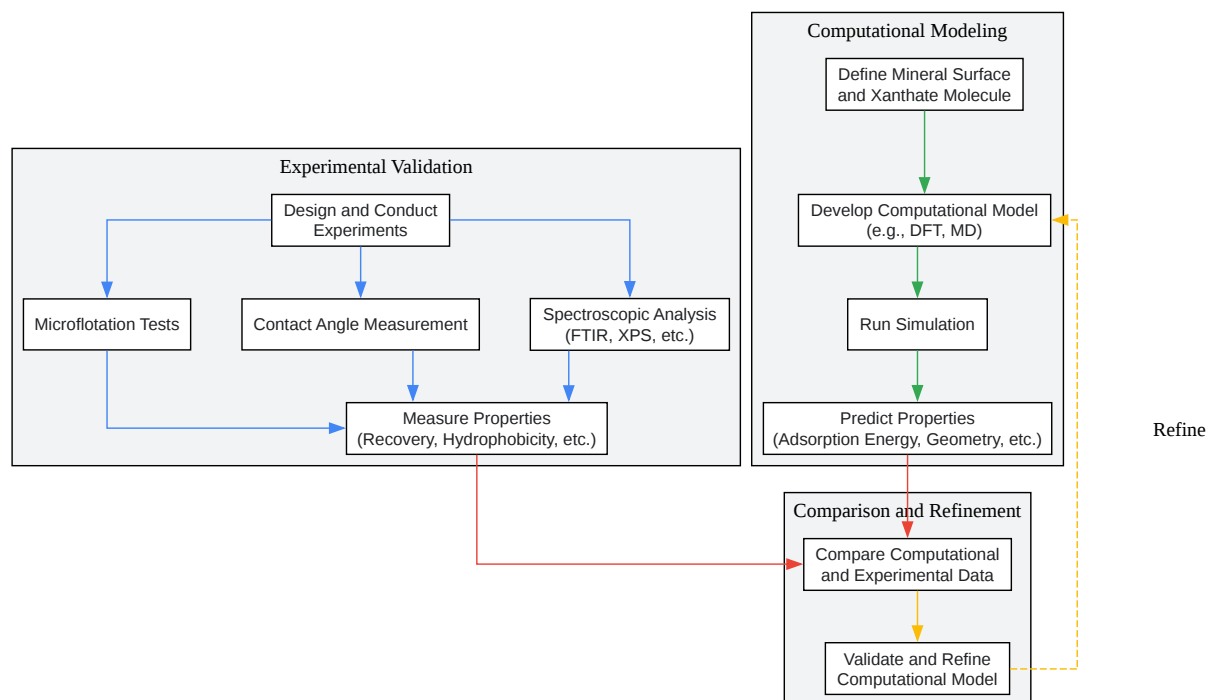 Computational Modeling
Define Mineral Surface
and Xanthate Molecule
Develop Computational Model
(e.g., DFT, MD)
Run Simulation
Predict Properties
(Adsorption Energy, Geometry, etc.)
Experimental Validation
Design and Conduct
Experiments
Microflotation Tests
Contact Angle Measurement
Spectroscopic Analysis
(FTIR, XPS, etc.)
Measure Properties
(Recovery, Hydrophobicity, etc.)
Comparison and Refinement
Compare Computational
and Experimental Data
Validate and Refine
Computational Model
Refine